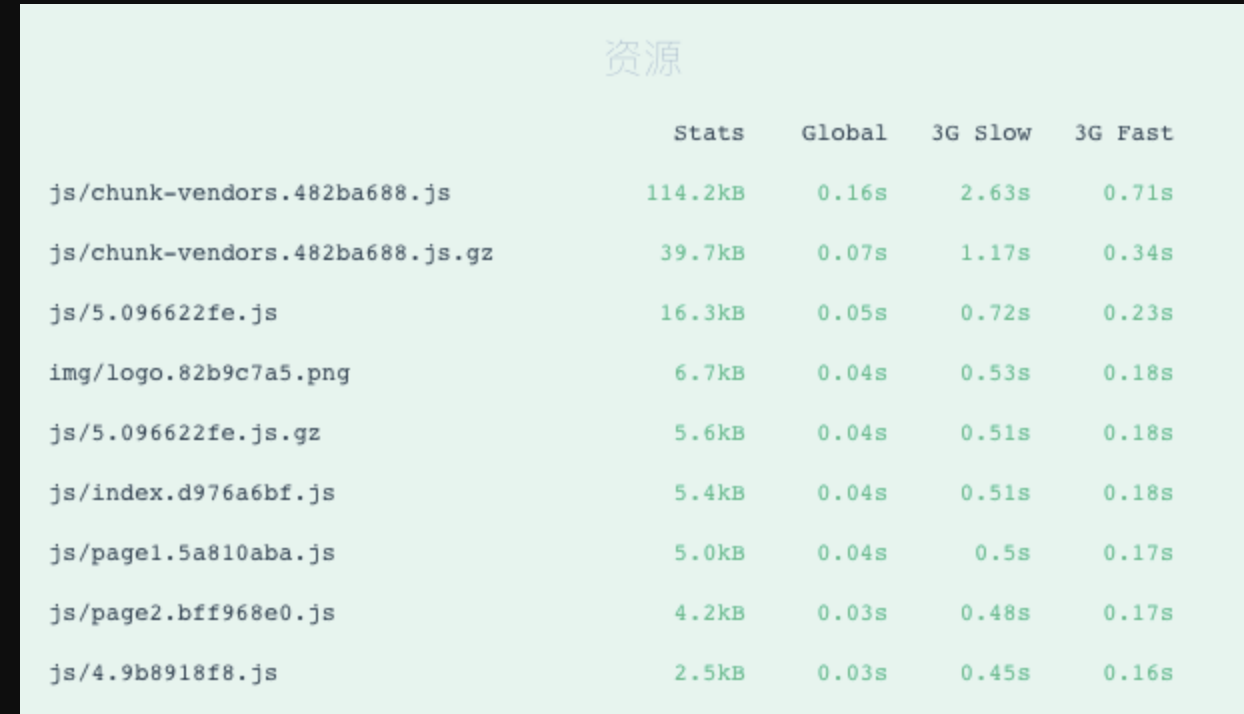 资源
Stats Global 3G Slow 3G Fast
js/chunk-vendors.482ba688.js 114.2kB 0.16s 2.63s 0.71s
js/chunk-vendors.482ba688.js.gz 39.7kB 0.07s 1.17s 0.34s
js/5.096622fe.js 16.3kB 0.05s 0.72s 0.23s
img/logo.82b9c7a5.png 6.7kB 0.04s 0.53s 0.18s
js/5.096622fe.js.gz 5.6kB 0.04s 0.51s 0.18s
js/index.d976a6bf.js 5.4kB 0.04s 0.51s 0.18s
js/page1.5a810aba.js 5.0kB 0.04s 0.5s 0.17s
js/page2.bff968e0.js 4.2kB 0.03s 0.48s 0.17s
js/4.9b8918f8.js 2.5kB 0.03s 0.45s 0.16s